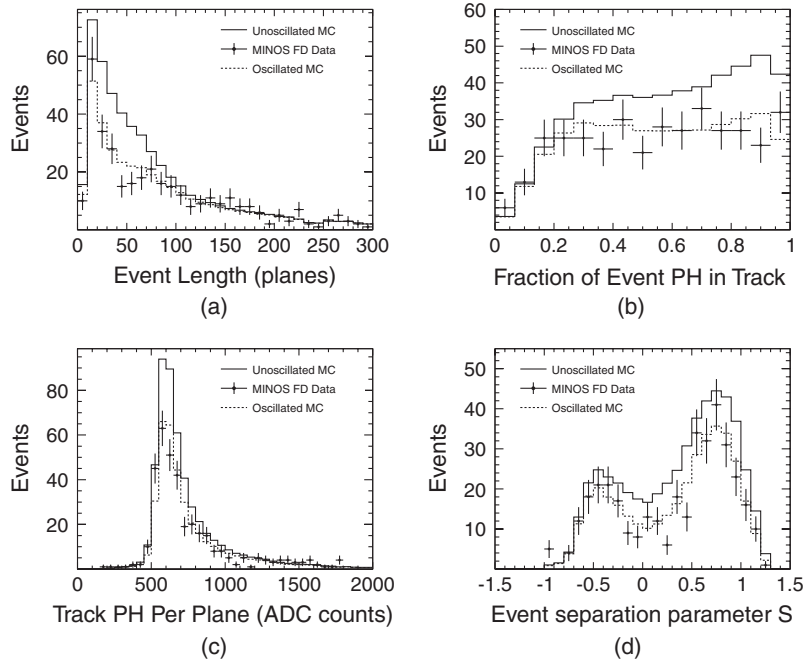 Unoscillated MC
MINOS FD Data
Oscillated MC
60
40
20
Events
0 50 100 150 200 250 300
Event Length (planes)
(a)
Unoscillated MC
MINOS FD Data
Oscillated MC
50
40
30
20
10
Events
0 0.2 0.4 0.6 0.8 1
Fraction of Event PH in Track
(b)
Unoscillated MC
MINOS FD Data
Oscillated MC
80
60
40
20
Events
0 500 1000 1500 2000
Track PH Per Plane (ADC counts)
(c)
Unoscillated MC
MINOS FD Data
Oscillated MC
50
40
30
20
10
Events
-1.5 -1 -0.5 0 0.5 1 1.5
Event separation parameter S
(d)